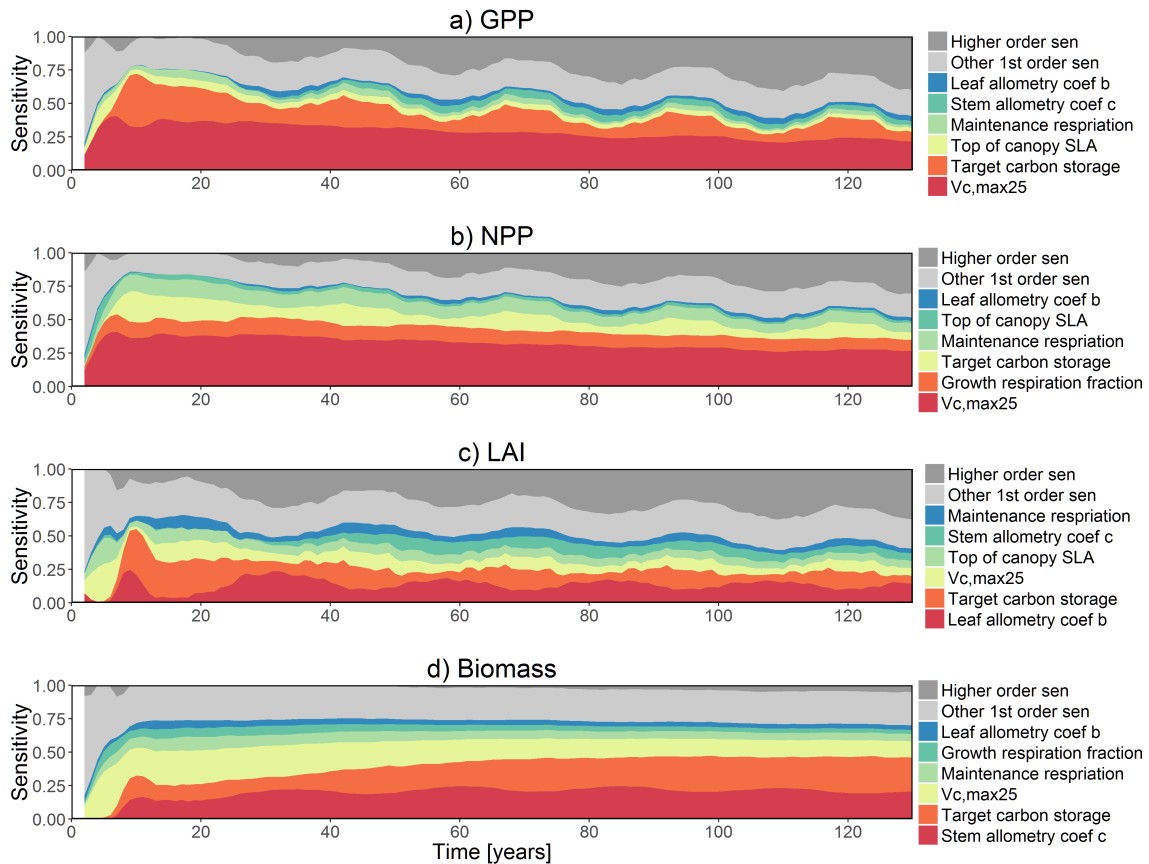 a) GPP
Sensitivity
1.00
0.75
0.50
0.25
0.00
0 20 40 60 80 100 120
Higher order sen
Other 1st order sen
Leaf allometry coef b
Stem allometry coef c
Maintenance respriation
Top of canopy SLA
Target carbon storage
Vc,max25
b) NPP
Sensitivity
1.00
0.75
0.50
0.25
0.00
0 20 40 60 80 100 120
Higher order sen
Other 1st order sen
Leaf allometry coef b
Top of canopy SLA
Maintenance respriation
Target carbon storage
Growth respiration fraction
Vc,max25
c) LAI
Sensitivity
1.00
0.75
0.50
0.25
0.00
0 20 40 60 80 100 120
Higher order sen
Other 1st order sen
Maintenance respriation
Stem allometry coef c
Top of canopy SLA
Vc,max25
Target carbon storage
Leaf allometry coef b
d) Biomass
Sensitivity
1.00
0.75
0.50
0.25
0.00
0 20 40 60 80 100 120
Time [years]
Higher order sen
Other 1st order sen
Leaf allometry coef b
Growth respiration fraction
Maintenance respriation
Vc,max25
Target carbon storage
Stem allometry coef c